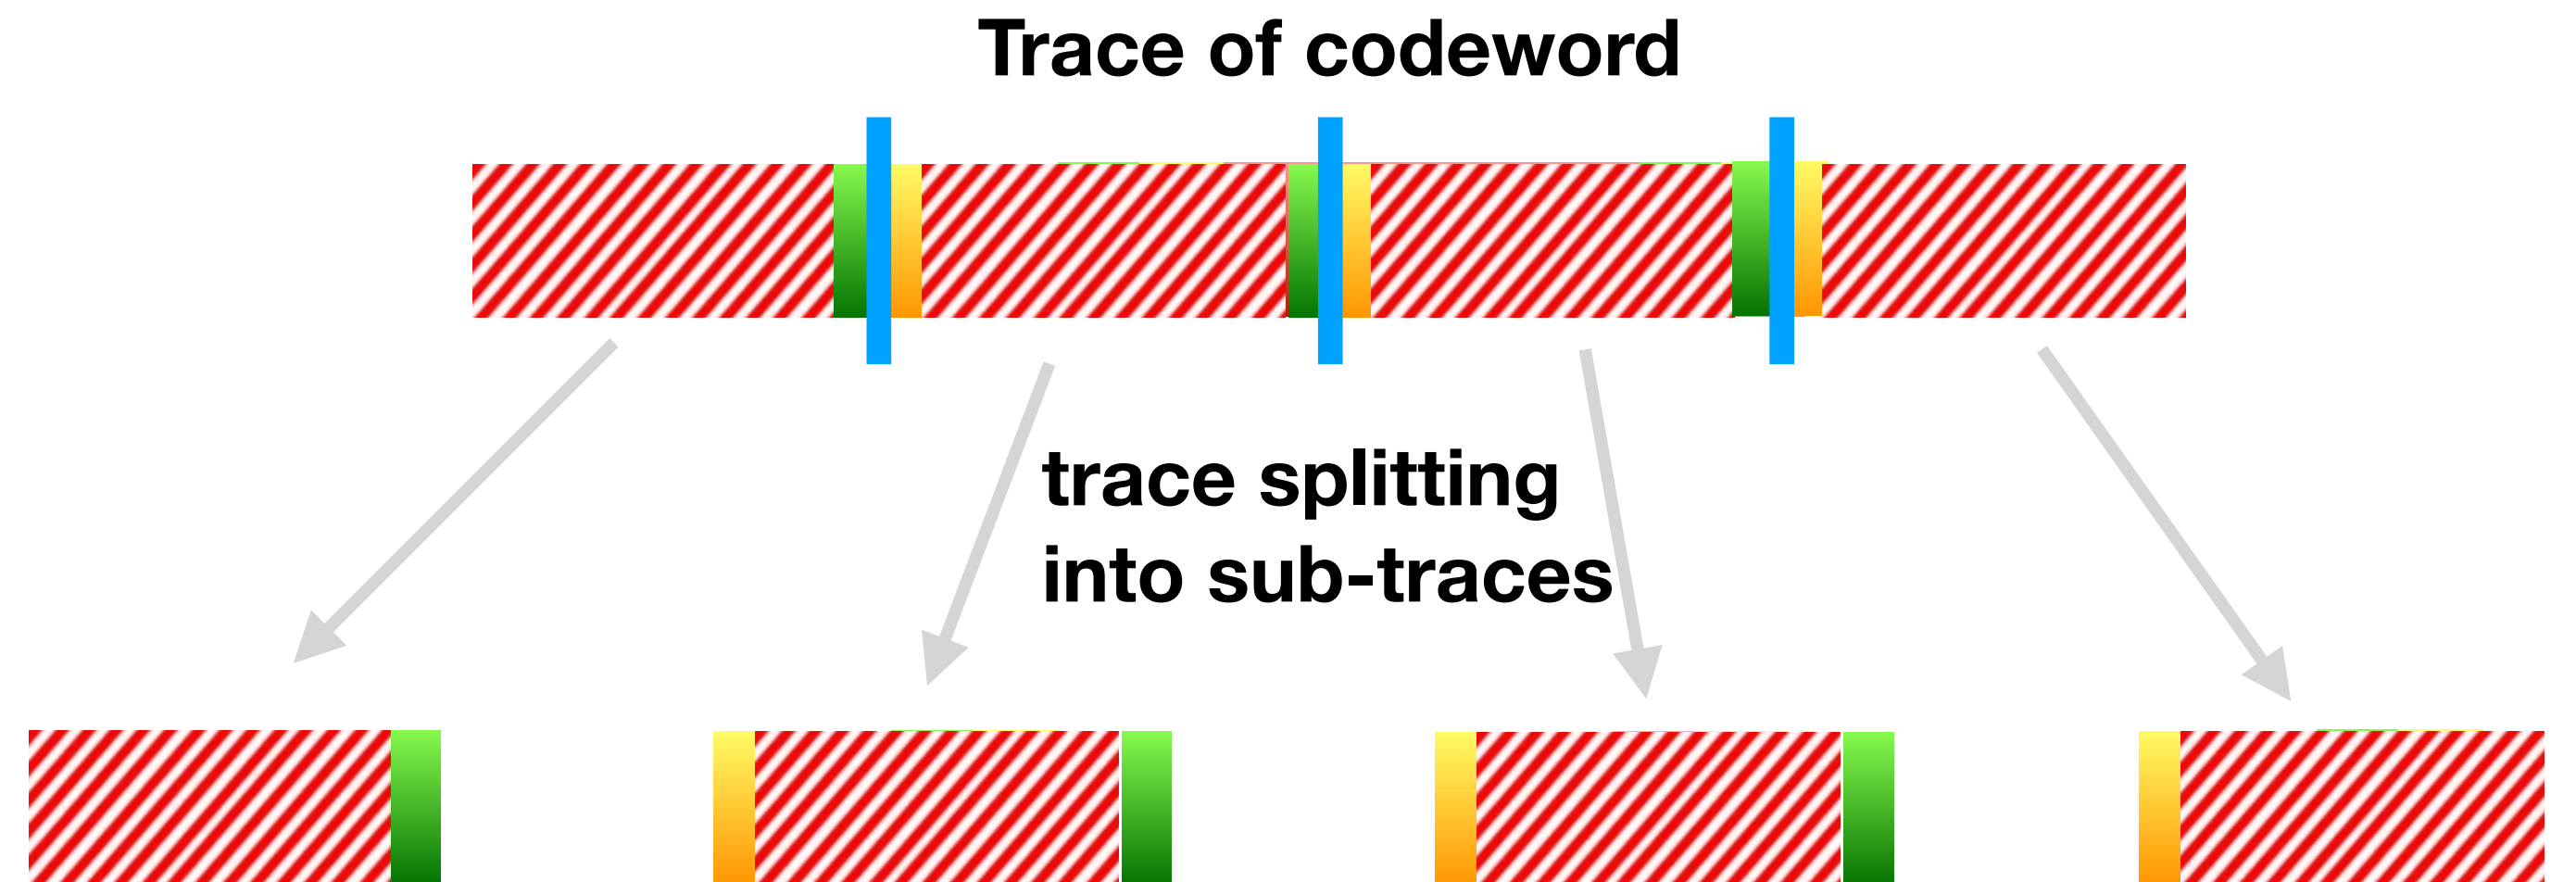 Trace of codeword
trace splitting
into sub-traces